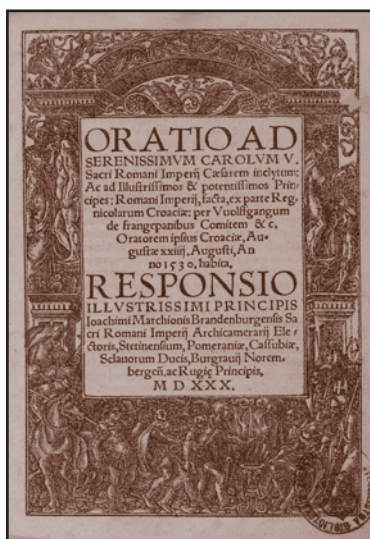 ORATIO AD
SERENISSIMVM CAROLVM V.
Sacri Romani Imperij Cæsarem inclytum:
Ac ad Illustrissimos & potentissimos Prin-
cipes: Romani Imperij, facta, ex parte Reg-
nicolarum Croaciæ: per Vuolffgangum
de frangepanibus Comitem & c.
Oratorem ipsius Croaciæ, Au-
gustæ xxiiij, Augusti, An
no 1530, habita.
RESPONSIO
ILLVSTRISSIMI PRINCIPIS
Ioachimi Marchionis Brandenburgensis Sa
cri Romani Imperij Archicamerarij Ele-
ctoris, Stetinensium, Pomeraniæ, Cassubiæ,
Sclauorum Ducis, Burgrauij Norem-
bergeñ, ac Rugię Principis,
M D XXX.